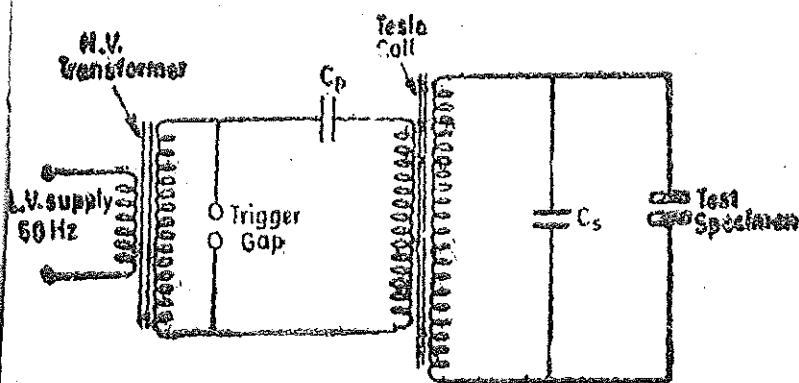 H.V.
Transformer
Tesla
Coil
Cp
L.V. supply
50 Hz
Trigger
Gap
Cs
Test
Specimen